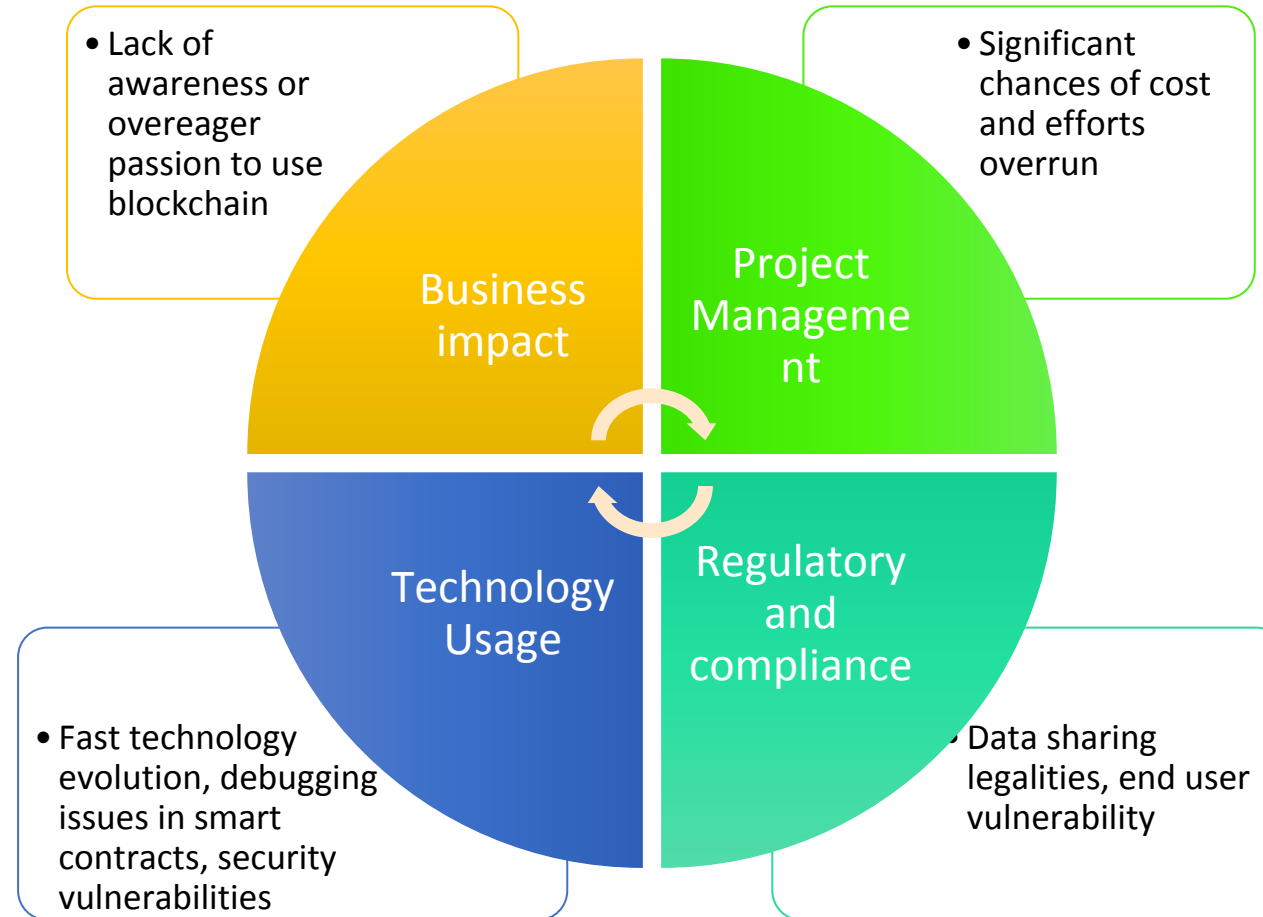 • Lack of
awareness or
overeager
passion to use
blockchain
• Significant
chances of cost
and efforts
overrun
Business
impact
Project
Manageme
nt
Technology
Usage
Regulatory
and
compliance
• Fast technology
evolution, debugging
issues in smart
contracts, security
vulnerabilities
• Data sharing
legalities, end user
vulnerability